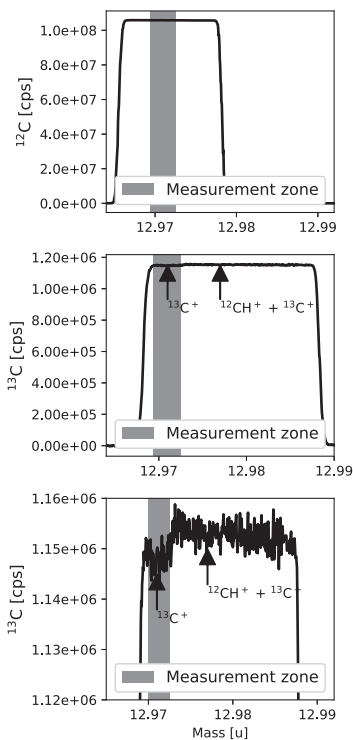 1.0e+08
8.0e+07
6.0e+07
4.0e+07
2.0e+07
0.0e+00
¹²C [cps]
Measurement zone
12.97 12.98 12.99
1.20e+06
1.00e+06
8.00e+05
6.00e+05
4.00e+05
2.00e+05
0.00e+00
¹³C [cps]
¹³C⁺ ¹²CH⁺ + ¹³C⁺
Measurement zone
12.97 12.98 12.99
1.16e+06
1.15e+06
1.14e+06
1.13e+06
1.12e+06
¹³C [cps]
¹²CH⁺ + ¹³C⁺
¹³C⁺
Measurement zone
12.97 12.98 12.99
Mass [u]